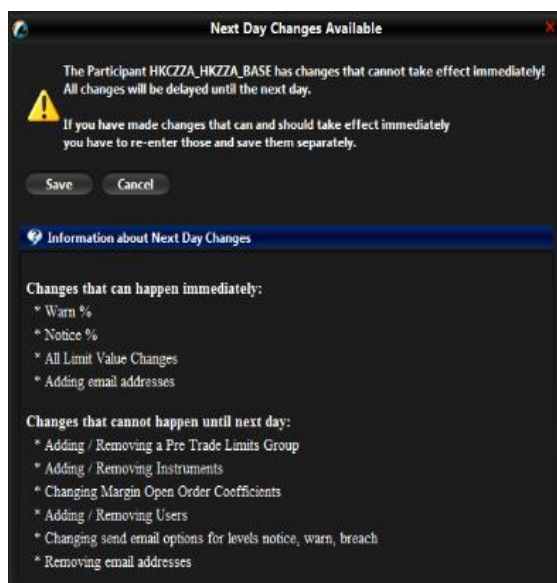 Next Day Changes Available
The Participant HKCZZA_HKZZA_BASE has changes that cannot take effect immediately!
All changes will be delayed until the next day.
If you have made changes that can and should take effect immediately
you have to re-enter those and save them separately.
Save Cancel
Information about Next Day Changes
Changes that can happen immediately:
* Warn %
* Notice %
* All Limit Value Changes
* Adding email addresses
Changes that cannot happen until next day:
* Adding / Removing a Pre Trade Limits Group
* Adding / Removing Instruments
* Changing Margin Open Order Coefficients
* Adding / Removing Users
* Changing send email options for levels notice, warn, breach
* Removing email addresses